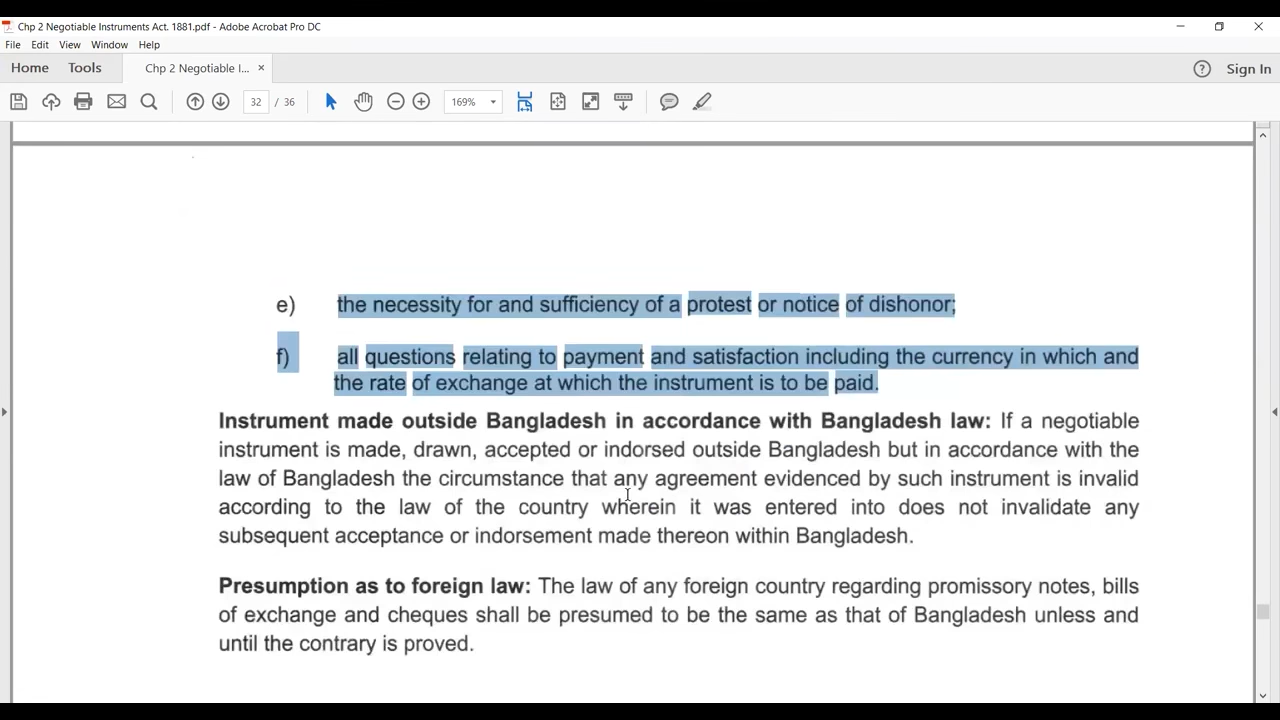 Chp 2 Negotiable Instruments Act. 1881.pdf - Adobe Acrobat Pro DC
File Edit View Window Help
Home Tools Chp 2 Negotiable I... × ? Sign In
32 / 36 169%
e) the necessity for and sufficiency of a protest or notice of dishonor;
f) all questions relating to payment and satisfaction including the currency in which and
the rate of exchange at which the instrument is to be paid.
Instrument made outside Bangladesh in accordance with Bangladesh law: If a negotiable
instrument is made, drawn, accepted or indorsed outside Bangladesh but in accordance with the
law of Bangladesh the circumstance that any agreement evidenced by such instrument is invalid
according to the law of the country wherein it was entered into does not invalidate any
subsequent acceptance or indorsement made thereon within Bangladesh.
Presumption as to foreign law: The law of any foreign country regarding promissory notes, bills
of exchange and cheques shall be presumed to be the same as that of Bangladesh unless and
until the contrary is proved.